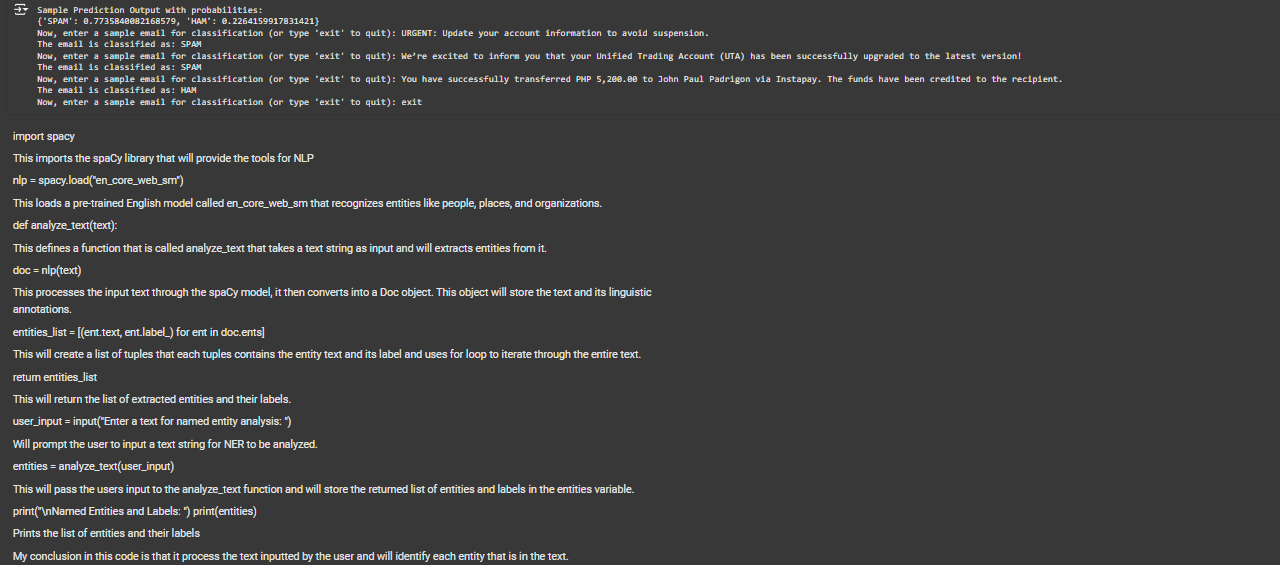 Sample Prediction Output with probabilities:
{'SPAM': 0.7735840082168579, 'HAM': 0.2264159917831421}
Now, enter a sample email for classification (or type 'exit' to quit): URGENT: Update your account information to avoid suspension.
The email is classified as: SPAM
Now, enter a sample email for classification (or type 'exit' to quit): We're excited to inform you that your Unified Trading Account (UTA) has been successfully upgraded to the latest version!
The email is classified as: SPAM
Now, enter a sample email for classification (or type 'exit' to quit): You have successfully transferred PHP 5,200.00 to John Paul Padrigon via Instapay. The funds have been credited to the recipient.
The email is classified as: HAM
Now, enter a sample email for classification (or type 'exit' to quit): exit
import spacy
This imports the spaCy library that will provide the tools for NLP
nlp = spacy.load("en_core_web_sm")
This loads a pre-trained English model called en_core_web_sm that recognizes entities like people, places, and organizations.
def analyze_text(text):
This defines a function that is called analyze_text that takes a text string as input and will extracts entities from it.
doc = nlp(text)
This processes the input text through the spaCy model, it then converts into a Doc object. This object will store the text and its linguistic
annotations.
entities_list = [(ent.text, ent.label_) for ent in doc.ents]
This will create a list of tuples that each tuples contains the entity text and its label and uses for loop to iterate through the entire text.
return entities_list
This will return the list of extracted entities and their labels.
user_input = input("Enter a text for named entity analysis: ")
Will prompt the user to input a text string for NER to be analyzed.
entities = analyze_text(user_input)
This will pass the users input to the analyze_text function and will store the returned list of entities and labels in the entities variable.
print("\nNamed Entities and Labels: ") print(entities)
Prints the list of entities and their labels
My conclusion in this code is that it process the text inputted by the user and will identify each entity that is in the text.